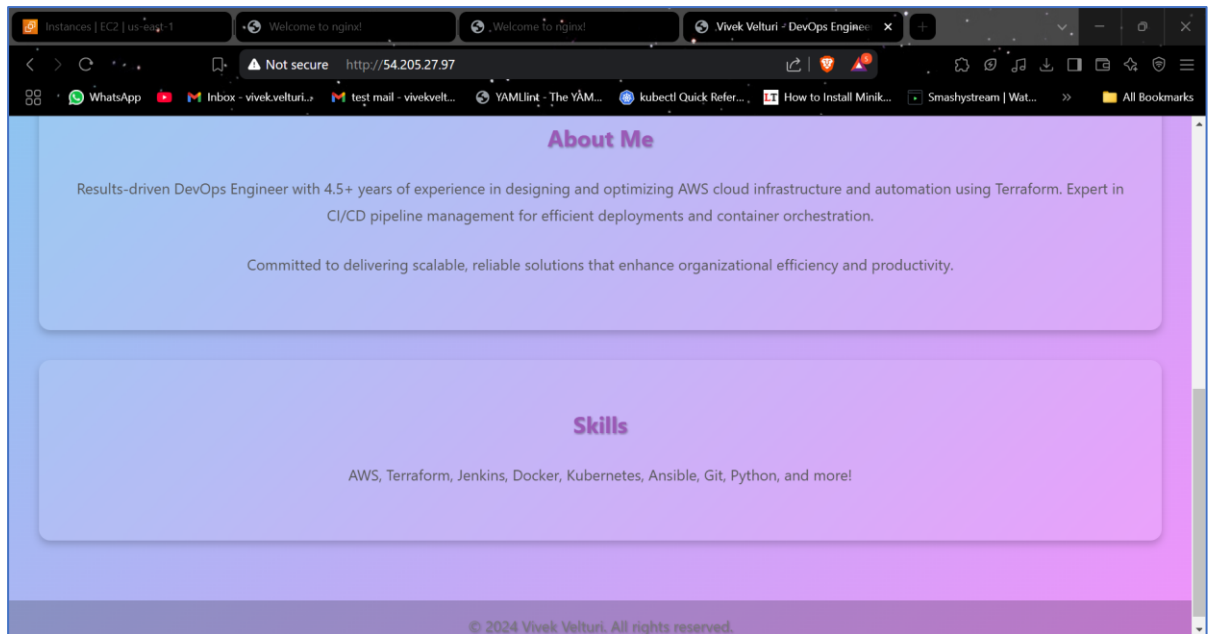 Instances | EC2 | us-east-1
Welcome to nginx!
Welcome to nginx!
Vivek Velturi - DevOps Enginee
Not secure http://54.205.27.97
WhatsApp
Inbox - vivek.velturi...
test mail - vivekvelt...
YAMLlint - The YAM...
kubectl Quick Refer...
LT How to Install Minik...
Smashystream | Wat...
»
All Bookmarks
About Me
Results-driven DevOps Engineer with 4.5+ years of experience in designing and optimizing AWS cloud infrastructure and automation using Terraform. Expert in
CI/CD pipeline management for efficient deployments and container orchestration.
Committed to delivering scalable, reliable solutions that enhance organizational efficiency and productivity.
Skills
AWS, Terraform, Jenkins, Docker, Kubernetes, Ansible, Git, Python, and more!
© 2024 Vivek Velturi. All rights reserved.